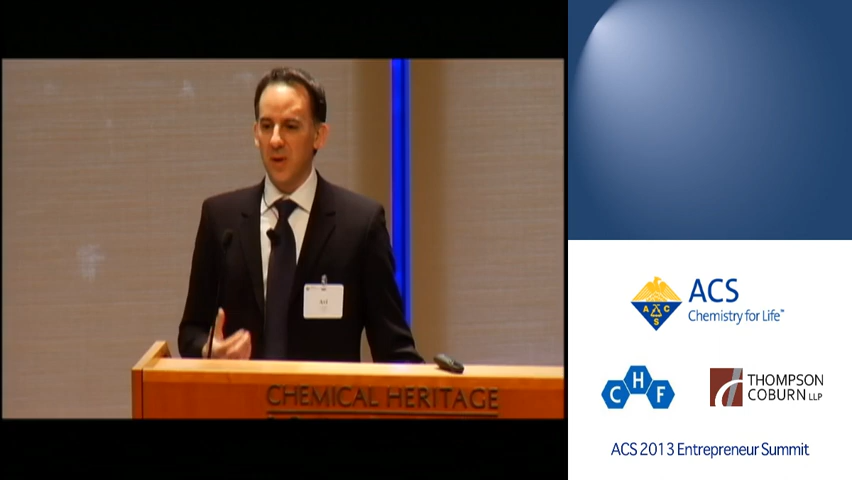 CHEMICAL HERITAGE
ACS
Chemistry for Life™
A C S
C H F
THOMPSON
COBURN LLP
ACS 2013 Entrepreneur Summit